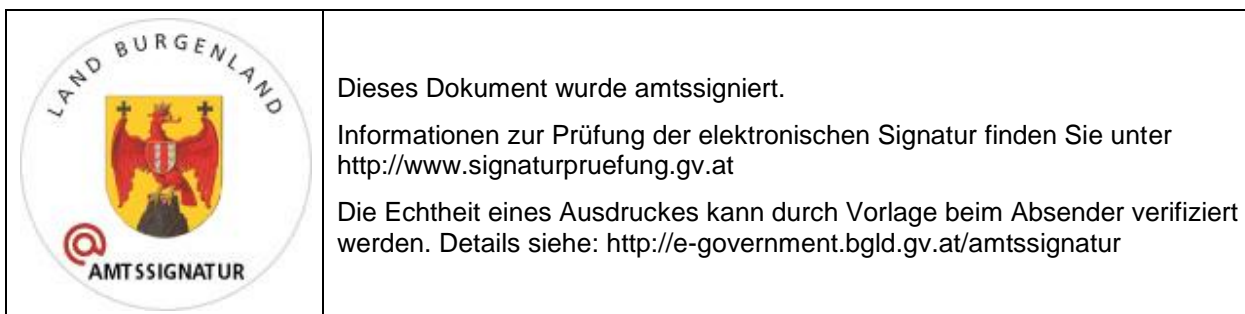 LAND BURGENLAND
@
AMTSSIGNATUR
Dieses Dokument wurde amtssigniert.
Informationen zur Prüfung der elektronischen Signatur finden Sie unter
http://www.signaturpruefung.gv.at
Die Echtheit eines Ausdruckes kann durch Vorlage beim Absender verifiziert
werden. Details siehe: http://e-government.bgld.gv.at/amtssignatur